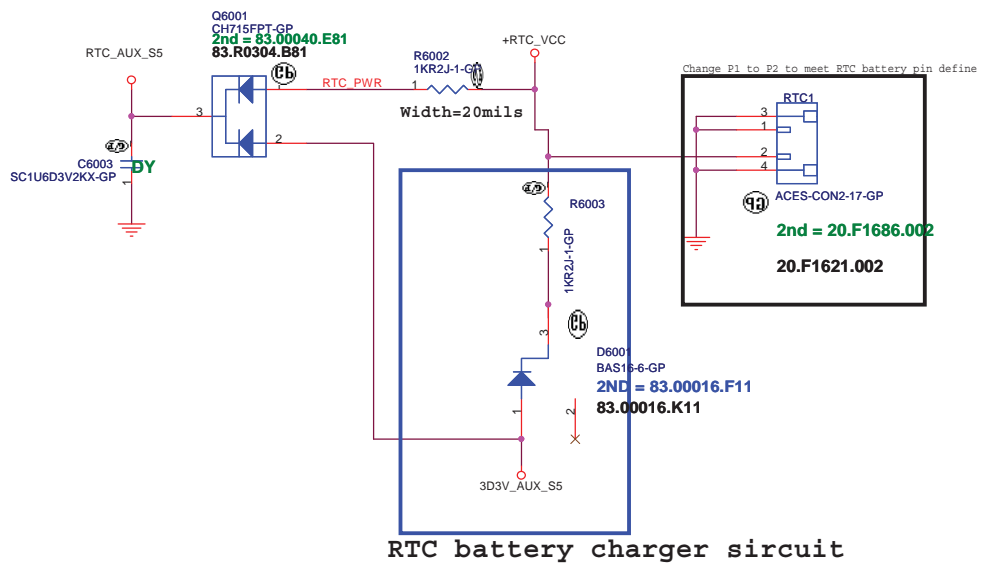 Q6001
CH715FPT-GP
2nd = 83.00040.E81
83.R0304.B81
RTC_AUX_S5
+RTC_VCC
R6002
1KR2J-1-GP
RTC_PWR
1
Width=20mils
3
2
C6003
DY
SC1U6D3V2KX-GP
1
Change P1 to P2 to meet RTC battery pin define
RTC1
3
1
2
4
ACES-CON2-17-GP
2nd = 20.F1686.002
20.F1621.002
R6003
1
1KR2J-1-GP
3
D6001
BAS16-6-GP
2ND = 83.00016.F11
83.00016.K11
1
2
3D3V_AUX_S5
RTC battery charger sircuit